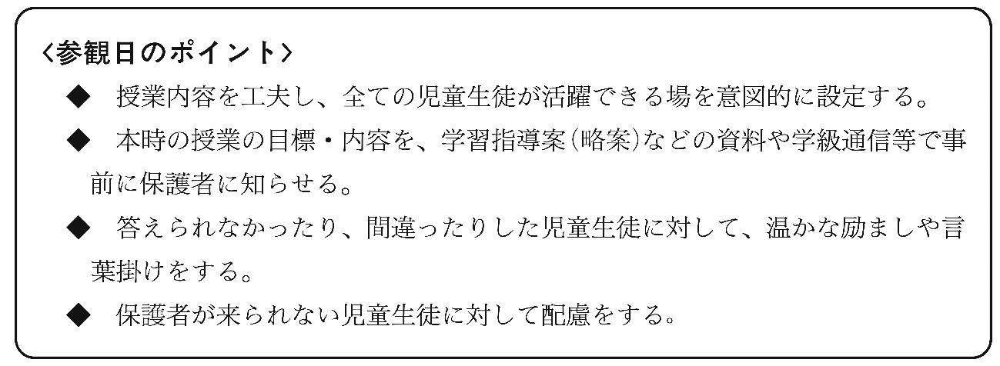 〈参観日のポイント〉
◆　授業内容を工夫し、全ての児童生徒が活躍できる場を意図的に設定する。
◆　本時の授業の目標・内容を、学習指導案（略案）などの資料や学級通信等で事
前に保護者に知らせる。
◆　答えられなかったり、間違ったりした児童生徒に対して、温かな励ましや言
葉掛けをする。
◆　保護者が来られない児童生徒に対して配慮をする。